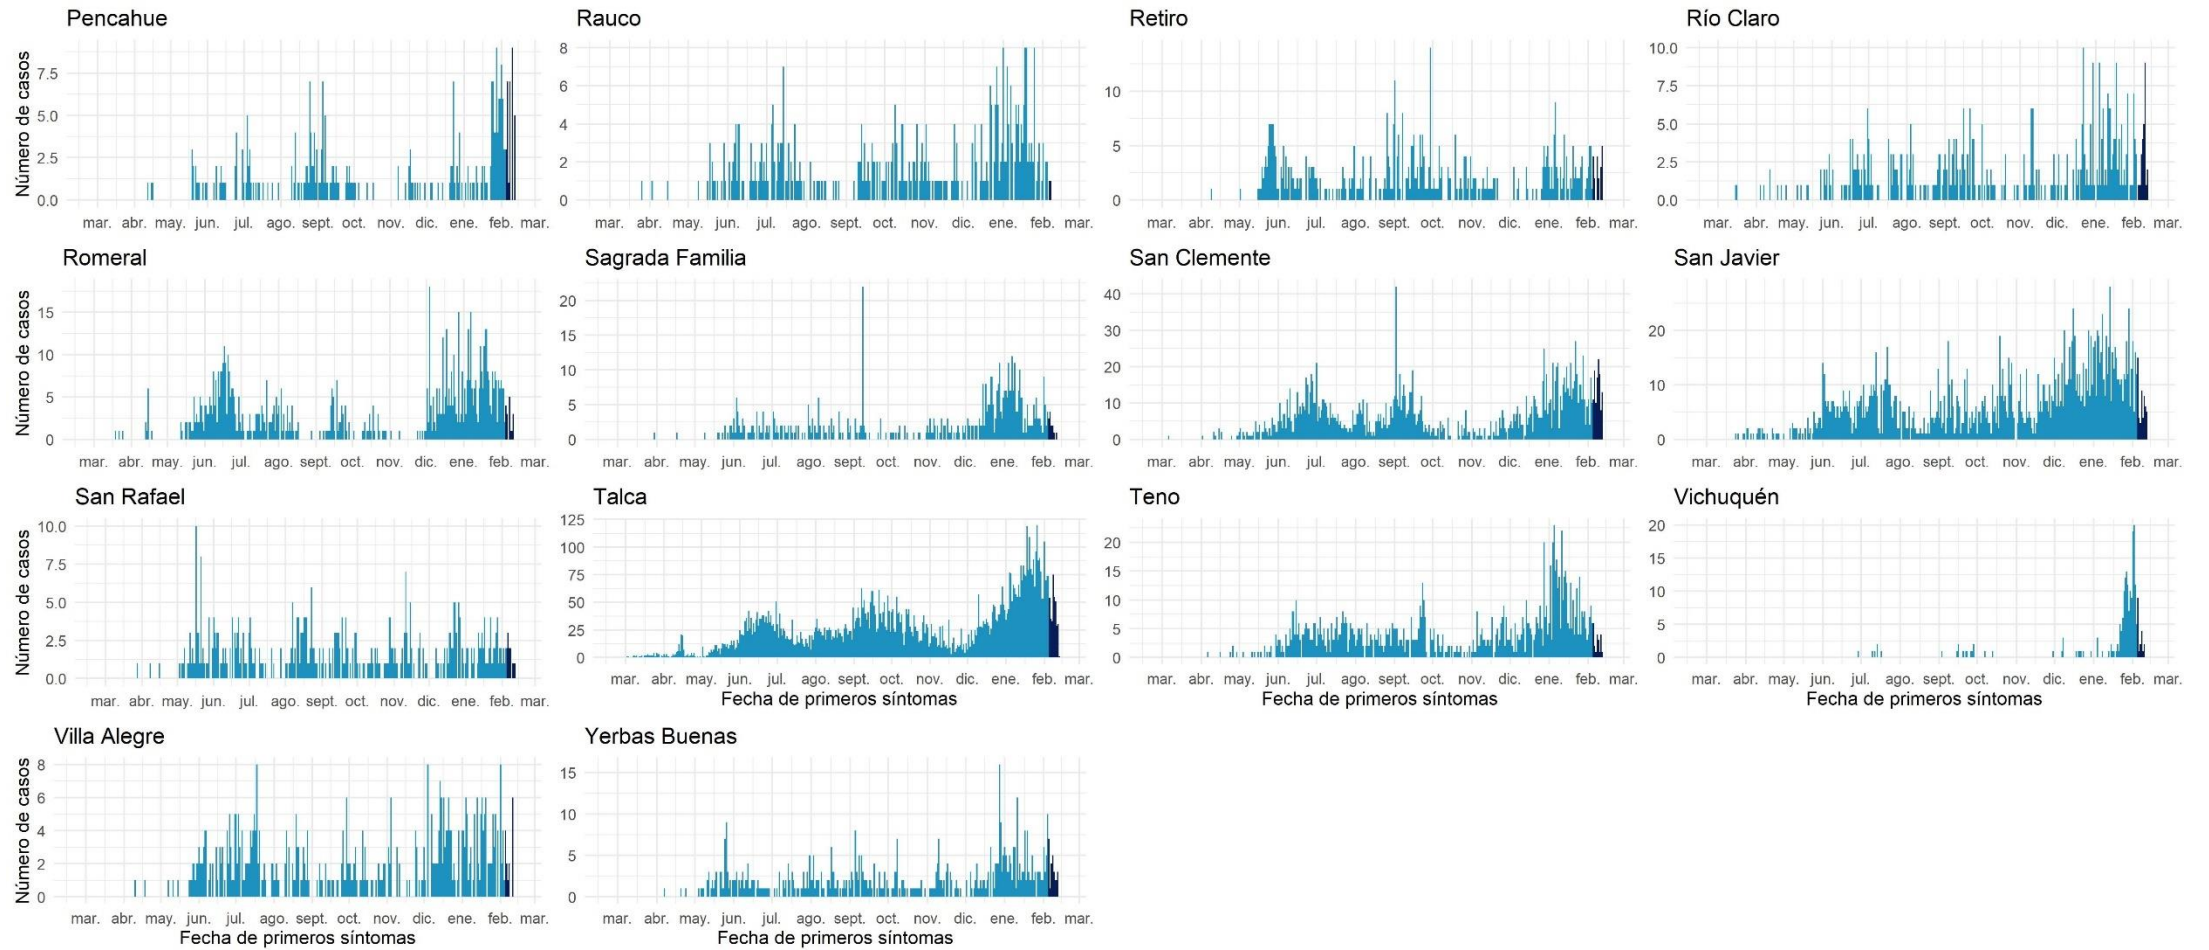 Pencahue
Rauco
Retiro
Río Claro
Número de casos
7.5
5.0
2.5
0.0
mar. abr. may. jun. jul. ago. sept. oct. nov. dic. ene. feb. mar.
8
6
4
2
0
mar. abr. may. jun. jul. ago. sept. oct. nov. dic. ene. feb. mar.
10
5
0
mar. abr. may. jun. jul. ago. sept. oct. nov. dic. ene. feb. mar.
10.0
7.5
5.0
2.5
0.0
mar. abr. may. jun. jul. ago. sept. oct. nov. dic. ene. feb. mar.
Romeral
Sagrada Familia
San Clemente
San Javier
Número de casos
15
10
5
0
mar. abr. may. jun. jul. ago. sept. oct. nov. dic. ene. feb. mar.
20
15
10
5
0
mar. abr. may. jun. jul. ago. sept. oct. nov. dic. ene. feb. mar.
40
30
20
10
0
mar. abr. may. jun. jul. ago. sept. oct. nov. dic. ene. feb. mar.
20
10
0
mar. abr. may. jun. jul. ago. sept. oct. nov. dic. ene. feb. mar.
San Rafael
Talca
Teno
Vichuquén
Número de casos
10.0
7.5
5.0
2.5
0.0
mar. abr. may. jun. jul. ago. sept. oct. nov. dic. ene. feb. mar.
125
100
75
50
25
0
mar. abr. may. jun. jul. ago. sept. oct. nov. dic. ene. feb. mar.
Fecha de primeros síntomas
20
15
10
5
0
mar. abr. may. jun. jul. ago. sept. oct. nov. dic. ene. feb. mar.
Fecha de primeros síntomas
20
15
10
5
0
mar. abr. may. jun. jul. ago. sept. oct. nov. dic. ene. feb. mar.
Fecha de primeros síntomas
Villa Alegre
Yerbas Buenas
Número de casos
8
6
4
2
0
mar. abr. may. jun. jul. ago. sept. oct. nov. dic. ene. feb. mar.
Fecha de primeros síntomas
15
10
5
0
mar. abr. may. jun. jul. ago. sept. oct. nov. dic. ene. feb. mar.
Fecha de primeros síntomas